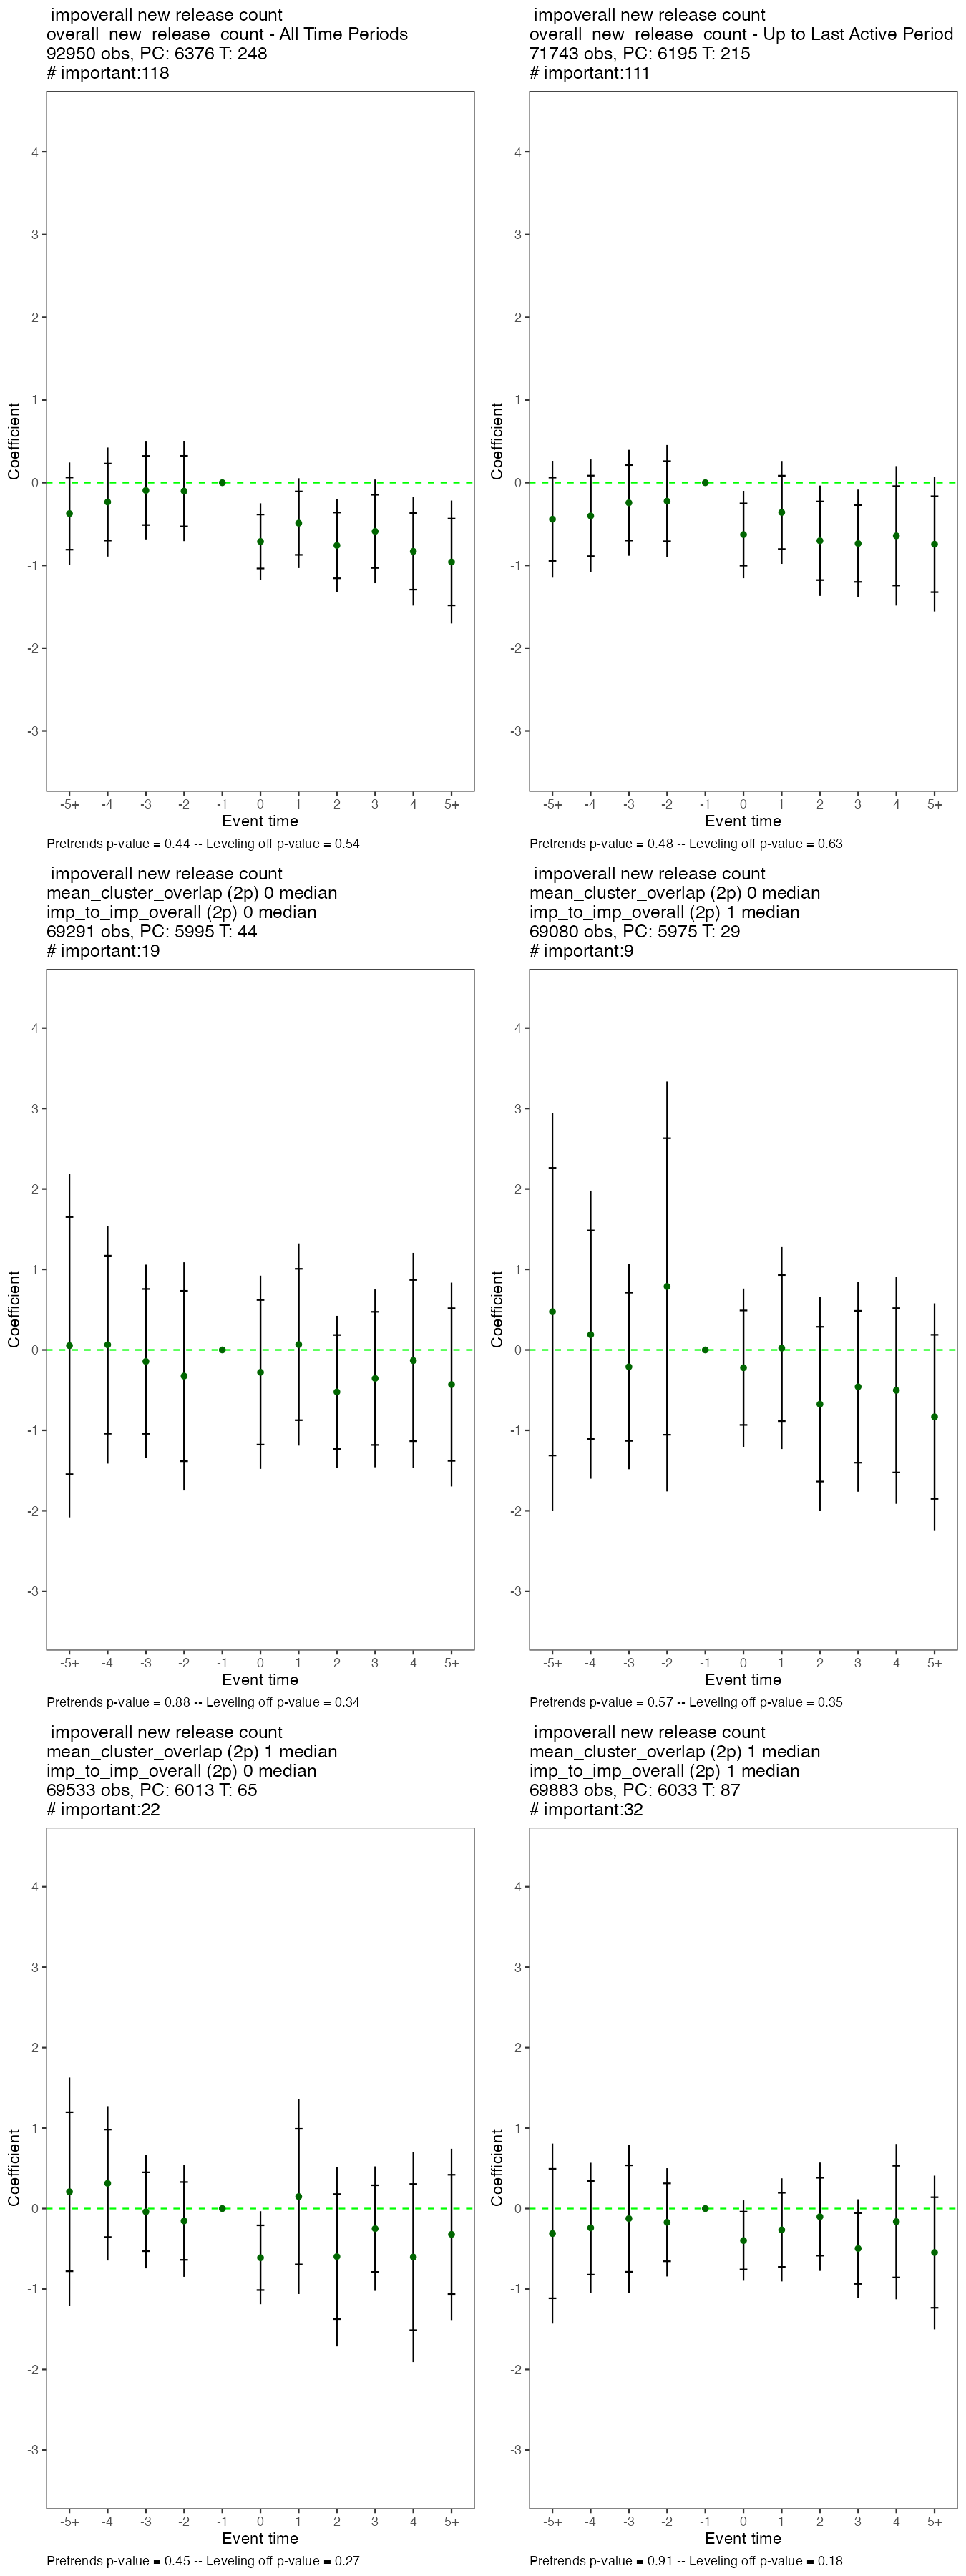 impoverall new release count
overall_new_release_count - All Time Periods
92950 obs, PC: 6376 T: 248
# important:118
Coefficient
4
3
2
1
0
-1
-2
-3
-5+ -4 -3 -2 -1 0 1 2 3 4 5+
Event time
Pretrends p-value = 0.44 -- Leveling off p-value = 0.54
impoverall new release count
overall_new_release_count - Up to Last Active Period
71743 obs, PC: 6195 T: 215
# important:111
Coefficient
4
3
2
1
0
-1
-2
-3
-5+ -4 -3 -2 -1 0 1 2 3 4 5+
Event time
Pretrends p-value = 0.48 -- Leveling off p-value = 0.63
impoverall new release count
mean_cluster_overlap (2p) 0 median
imp_to_imp_overall (2p) 0 median
69291 obs, PC: 5995 T: 44
# important:19
Coefficient
4
3
2
1
0
-1
-2
-3
-5+ -4 -3 -2 -1 0 1 2 3 4 5+
Event time
Pretrends p-value = 0.88 -- Leveling off p-value = 0.34
impoverall new release count
mean_cluster_overlap (2p) 0 median
imp_to_imp_overall (2p) 1 median
69080 obs, PC: 5975 T: 29
# important:9
Coefficient
4
3
2
1
0
-1
-2
-3
-5+ -4 -3 -2 -1 0 1 2 3 4 5+
Event time
Pretrends p-value = 0.57 -- Leveling off p-value = 0.35
impoverall new release count
mean_cluster_overlap (2p) 1 median
imp_to_imp_overall (2p) 0 median
69533 obs, PC: 6013 T: 65
# important:22
Coefficient
4
3
2
1
0
-1
-2
-3
-5+ -4 -3 -2 -1 0 1 2 3 4 5+
Event time
Pretrends p-value = 0.45 -- Leveling off p-value = 0.27
impoverall new release count
mean_cluster_overlap (2p) 1 median
imp_to_imp_overall (2p) 1 median
69883 obs, PC: 6033 T: 87
# important:32
Coefficient
4
3
2
1
0
-1
-2
-3
-5+ -4 -3 -2 -1 0 1 2 3 4 5+
Event time
Pretrends p-value = 0.91 -- Leveling off p-value = 0.18